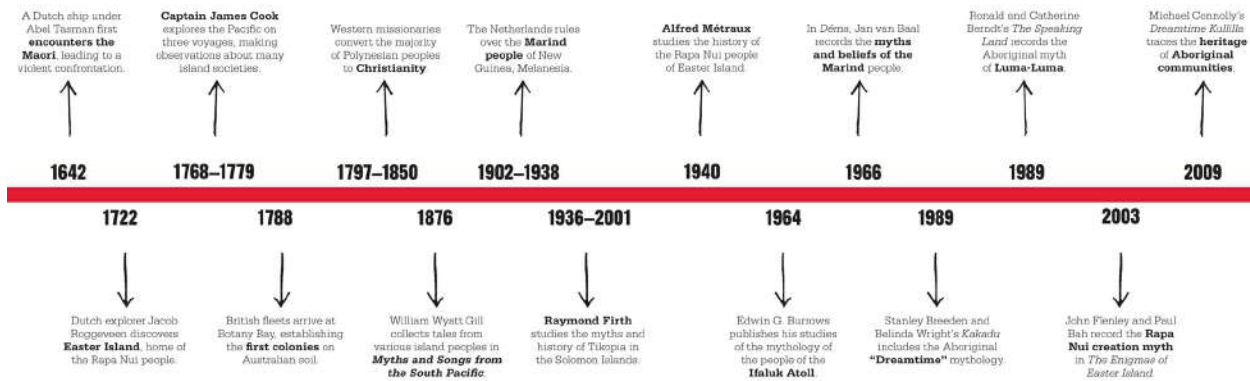 A Dutch ship under
Abel Tasman first
encounters the
Maori, leading to a
violent confrontation.
Captain James Cook
explores the Pacific on
three voyages, making
observations about many
island societies.
Western missionaries
convert the majority
of Polynesian peoples
to Christianity.
The Netherlands rules
over the Marind
people of New
Guinea, Melanesia.
Alfred Métraux
studies the history of
the Rapa Nui people
of Easter Island.
In Déma, Jan van Baal
records the myths
and beliefs of the
Marind people.
Ronald and Catherine
Berndt's The Speaking
Land records the
Aboriginal myth
of Luma-Luma.
Michael Connolly's
Dreamtime Kullilla
traces the heritage
of Aboriginal
communities.
1642
1768–1779
1797–1850
1902–1938
1940
1966
1989
2009
1722
1788
1876
1936–2001
1964
1989
2003
Dutch explorer Jacob
Roggeveen discovers
Easter Island, home of
the Rapa Nui people.
British fleets arrive at
Botany Bay, establishing
the first colonies on
Australian soil.
William Wyatt Gill
collects tales from
various island peoples in
Myths and Songs from
the South Pacific.
Raymond Firth
studies the myths and
history of Tikopia in
the Solomon Islands.
Edwin G. Burrows
publishes his studies
of the mythology of
the people of the
Ifaluk Atoll.
Stanley Breeden and
Belinda Wright's Kakadu
includes the Aboriginal
"Dreamtime" mythology.
John Flenley and Paul
Bah record the Rapa
Nui creation myth
in The Enigmas of
Easter Island.